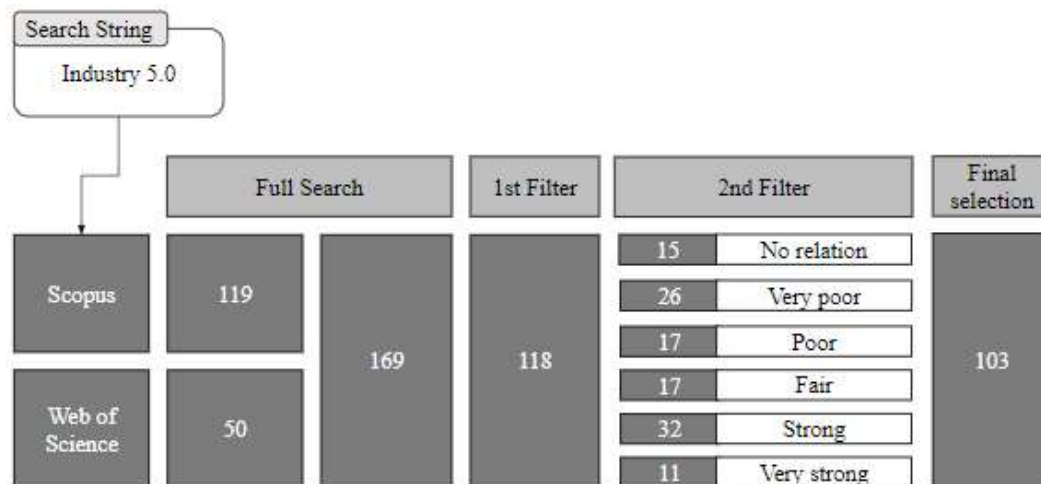 Search String
Industry 5.0
Full Search
1st Filter
2nd Filter
Final
selection
Scopus
119
Web of
Science
50
169
118
15 No relation
26 Very poor
17 Poor
17 Fair
32 Strong
11 Very strong
103